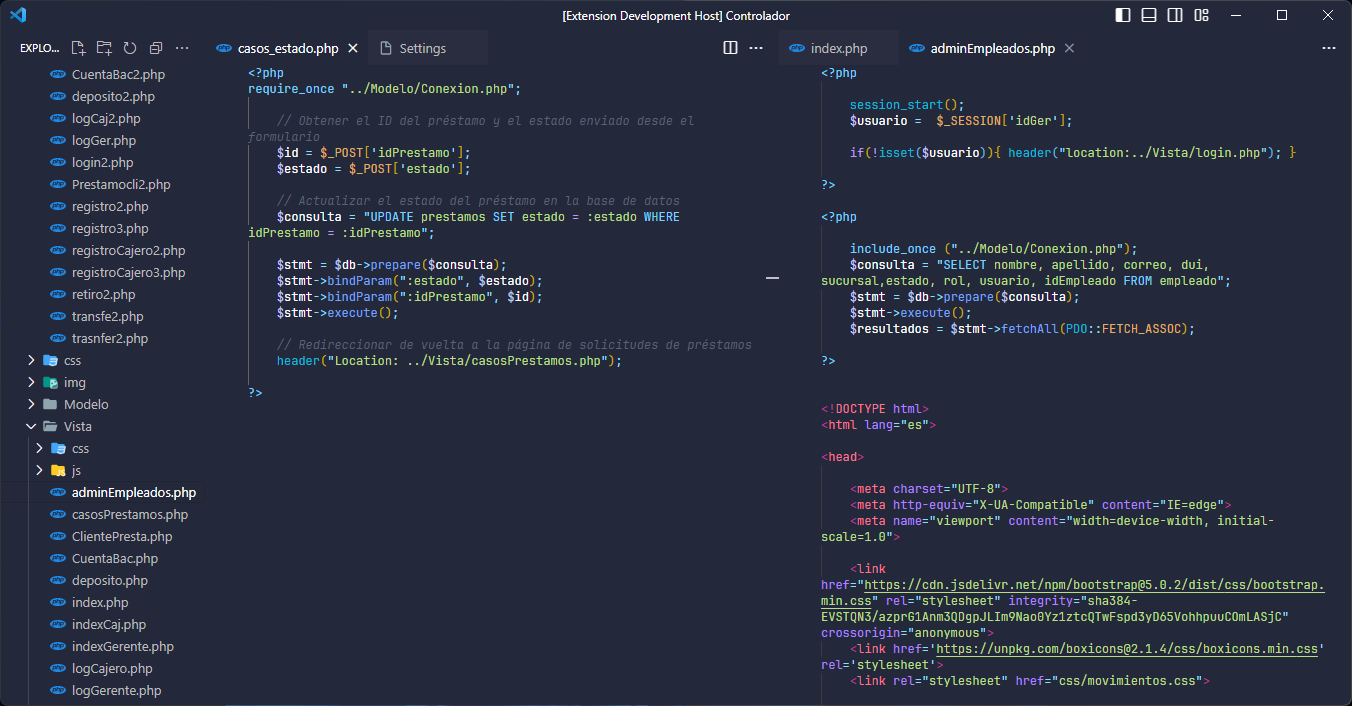 [Extension Development Host] Controlador
EXPLO...
CuentaBac2.php
deposito2.php
logCaj2.php
logGer.php
login2.php
Prestamocli2.php
registro2.php
registro3.php
registroCajero2.php
registroCajero3.php
retiro2.php
transfe2.php
trasnfer2.php
css
img
Modelo
Vista
css
js
adminEmpleados.php
casosPrestamos.php
ClientePresta.php
CuentaBac.php
deposito.php
index.php
indexCaj.php
indexGerente.php
logCajero.php
logGerente.php
casos_estado.php
Settings
<?php
require_once "../Modelo/Conexion.php";
// Obtener el ID del préstamo y el estado enviado desde el
formulario
$id = $_POST['idPrestamo'];
$estado = $_POST['estado'];
// Actualizar el estado del préstamo en la base de datos
$consulta = "UPDATE prestamos SET estado = :estado WHERE
idPrestamo = :idPrestamo";
$stmt = $db->prepare($consulta);
$stmt->bindParam(":estado", $estado);
$stmt->bindParam(":idPrestamo", $id);
$stmt->execute();
// Redireccionar de vuelta a la página de solicitudes de préstamos
header("Location: ../Vista/casosPrestamos.php");
?>
index.php
adminEmpleados.php
<?php
session_start();
$usuario =  $_SESSION['idGer'];
if(!isset($usuario)){ header("location:../Vista/login.php"); }
?>
<?php
include_once ("../Modelo/Conexion.php");
$consulta = "SELECT nombre, apellido, correo, dui,
sucursal,estado, rol, usuario, idEmpleado FROM empleado";
$stmt = $db->prepare($consulta);
$stmt->execute();
$resultados = $stmt->fetchAll(PDO::FETCH_ASSOC);
?>
<!DOCTYPE html>
<html lang="es">
<head>
<meta charset="UTF-8">
<meta http-equiv="X-UA-Compatible" content="IE=edge">
<meta name="viewport" content="width=device-width, initial-
scale=1.0">
<link
href="https://cdn.jsdelivr.net/npm/bootstrap@5.0.2/dist/css/bootstrap.
min.css" rel="stylesheet" integrity="sha384-
EVSTQN3/azprG1Anm3QDgpJLIm9Nao0Yz1ztcQTwFspd3yD65VohhpuuCOmLASjC"
crossorigin="anonymous">
<link href='https://unpkg.com/boxicons@2.1.4/css/boxicons.min.css'
rel='stylesheet'>
<link rel="stylesheet" href="css/movimientos.css">